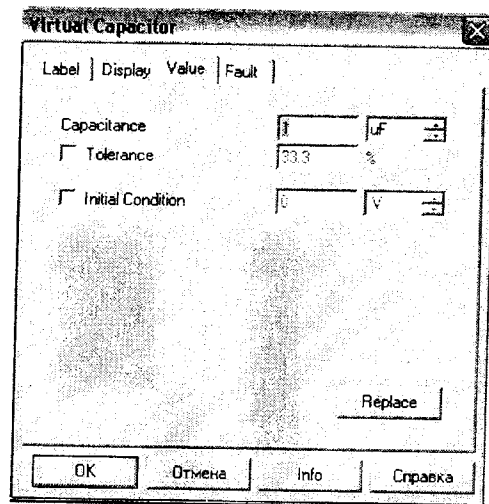 Virtual Capacitor
Label Display Value Fault
Capacitance 1 uF
Tolerance 33.3 %
Initial Condition 0 V
Replace
OK Отмена Info Справка